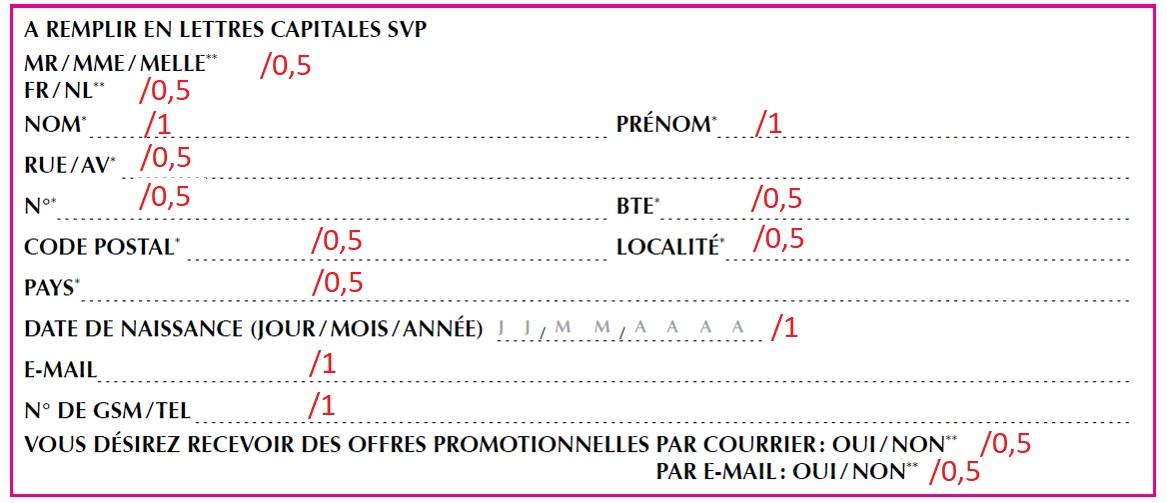 A REMPLIR EN LETTRES CAPITALES SVP
MR / MME / MELLE** /0,5
FR / NL** /0,5
NOM* /1 PRÉNOM* /1
RUE / AV* /0,5
N°* /0,5 BTE* /0,5
CODE POSTAL* /0,5 LOCALITÉ* /0,5
PAYS* /0,5
DATE DE NAISSANCE (JOUR / MOIS / ANNÉE) J J / M M / A A A A /1
E-MAIL /1
N° DE GSM / TEL /1
VOUS DÉSIREZ RECEVOIR DES OFFRES PROMOTIONNELLES PAR COURRIER : OUI / NON** /0,5
PAR E-MAIL : OUI / NON** /0,5